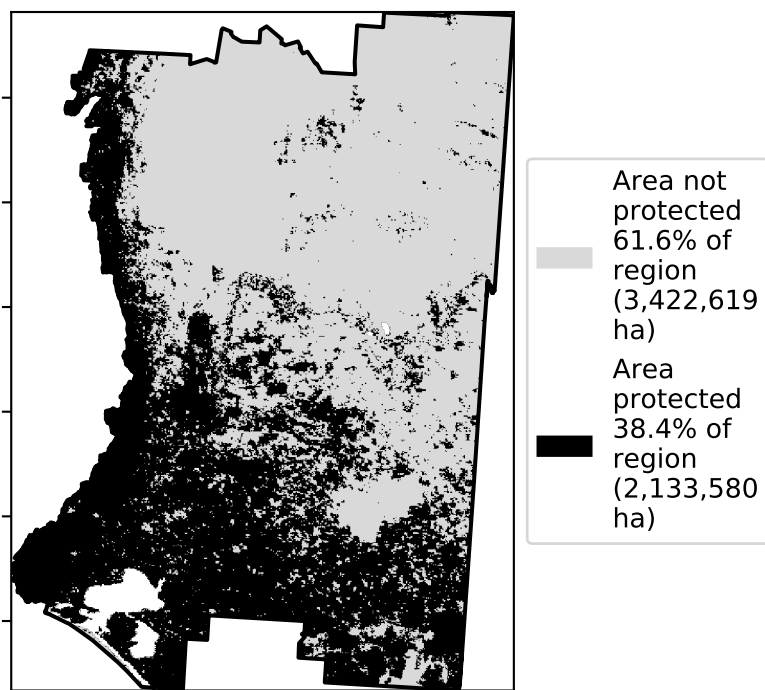 Area not
protected
61.6% of
region
(3,422,619
ha)
Area
protected
38.4% of
region
(2,133,580
ha)